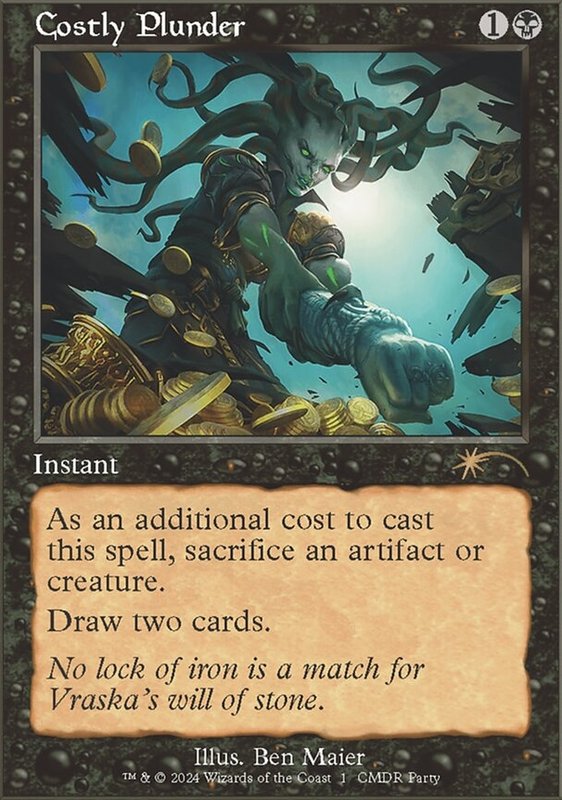 Costly Plunder 1
Instant
As an additional cost to cast
this spell, sacrifice an artifact or
creature.
Draw two cards.
No lock of iron is a match for
Vraska's will of stone.
Illus. Ben Maier
™ & © 2024 Wizards of the Coast 1 CMDR Party